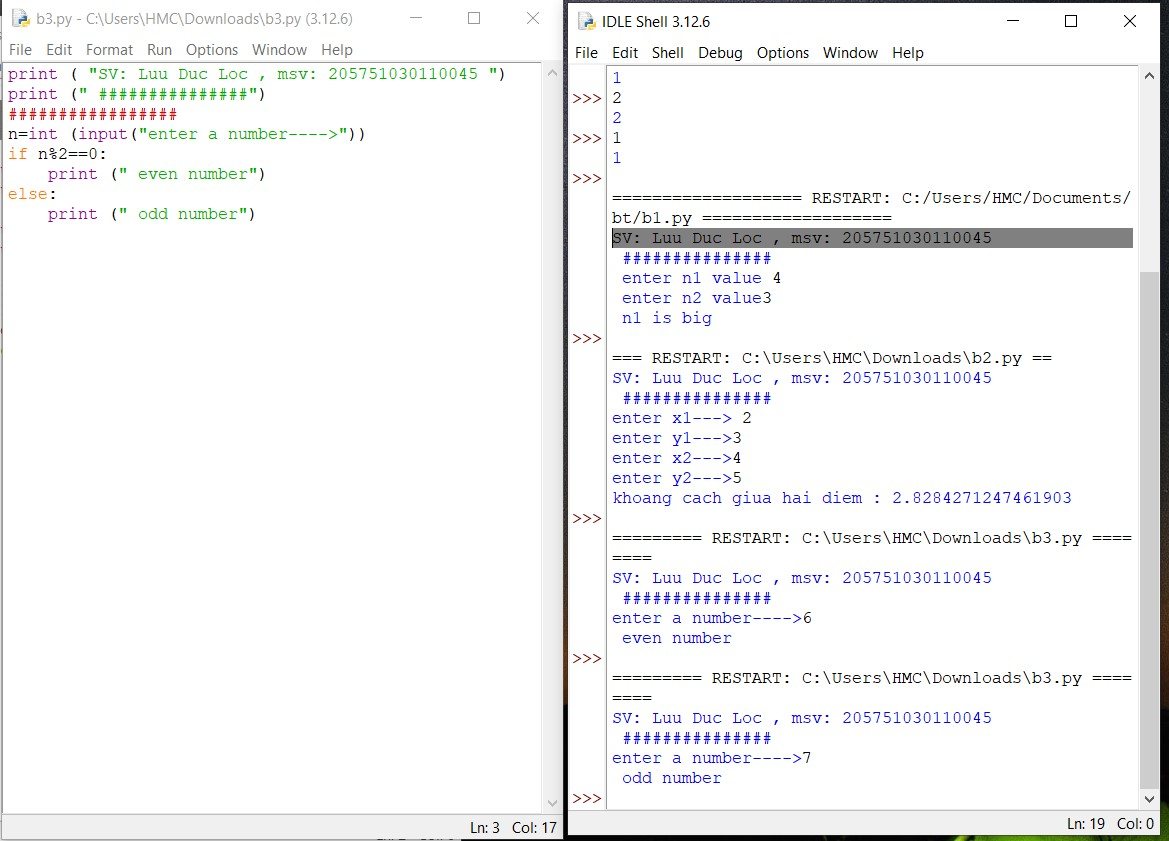 b3.py - C:\Users\HMC\Downloads\b3.py (3.12.6)
File Edit Format Run Options Window Help
print ( "SV: Luu Duc Loc , msv: 205751030110045 ")
print (" ###############")
#################
n=int (input("enter a number---->"))
if n%2==0:
    print (" even number")
else:
    print (" odd number")
Ln: 3 Col: 17
IDLE Shell 3.12.6
File Edit Shell Debug Options Window Help
1
>>> 2
2
>>> 1
1
>>>
=================== RESTART: C:/Users/HMC/Documents/
bt/b1.py ===================
SV: Luu Duc Loc , msv: 205751030110045
 ###############
 enter n1 value 4
 enter n2 value3
 n1 is big
>>>
=== RESTART: C:\Users\HMC\Downloads\b2.py ==
SV: Luu Duc Loc , msv: 205751030110045
 ###############
enter x1---> 2
enter y1--->3
enter x2--->4
enter y2--->5
khoang cach giua hai diem : 2.8284271247461903
>>>
========= RESTART: C:\Users\HMC\Downloads\b3.py ====
====
SV: Luu Duc Loc , msv: 205751030110045
 ###############
enter a number---->6
 even number
>>>
========= RESTART: C:\Users\HMC\Downloads\b3.py ====
====
SV: Luu Duc Loc , msv: 205751030110045
 ###############
enter a number---->7
 odd number
>>>
Ln: 19 Col: 0